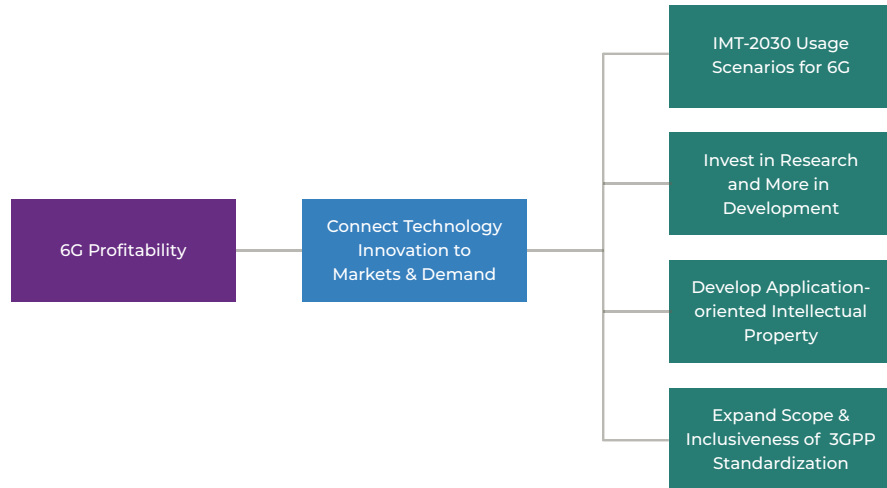 6G Profitability
Connect Technology
Innovation to
Markets & Demand
IMT-2030 Usage
Scenarios for 6G
Invest in Research
and More in
Development
Develop Application-
oriented Intellectual
Property
Expand Scope &
Inclusiveness of 3GPP
Standardization